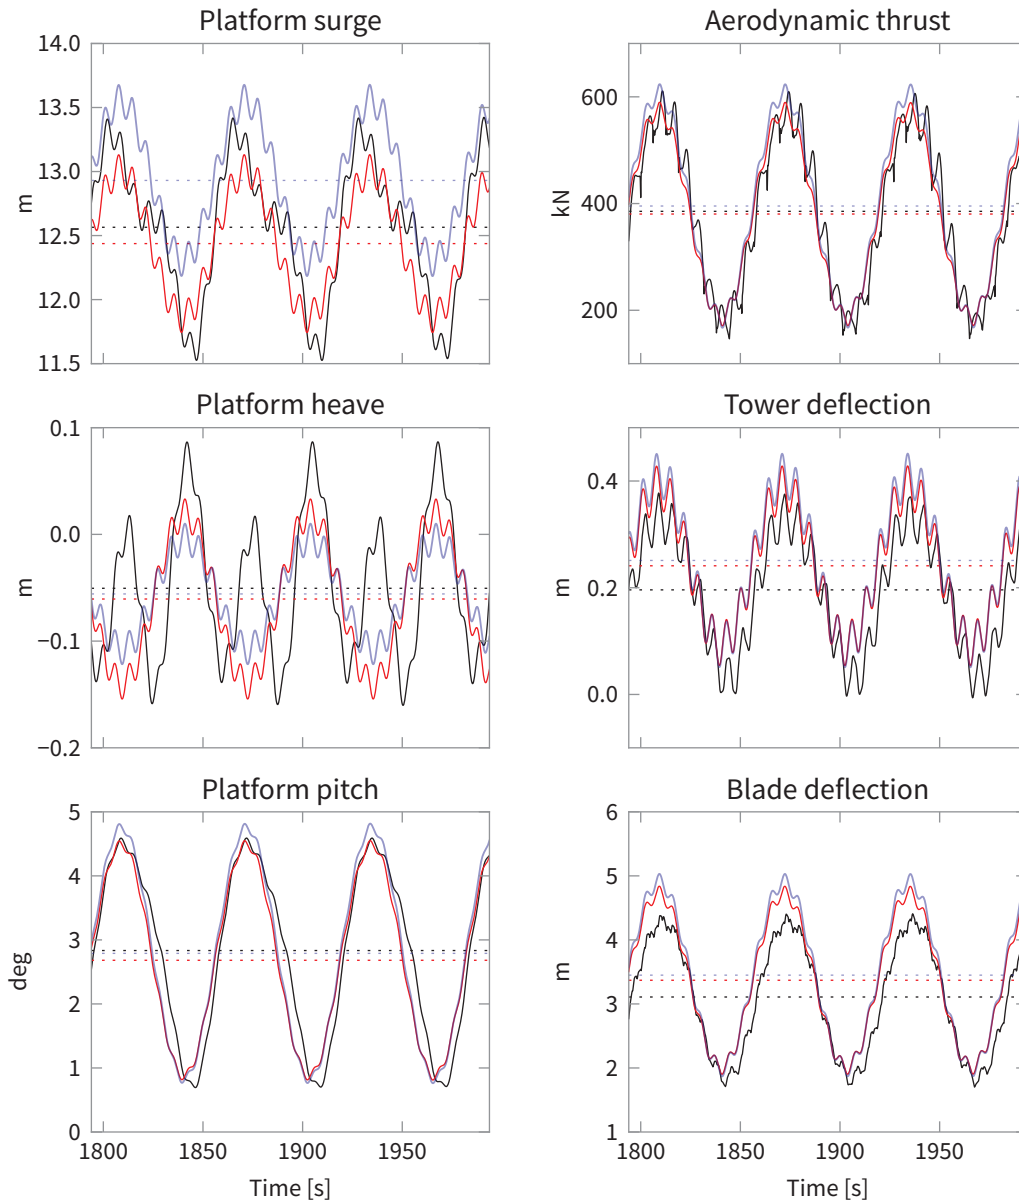 Platform surge
14.0
13.5
13.0
12.5
12.0
11.5
m
Aerodynamic thrust
600
400
200
kN
Platform heave
0.1
0.0
−0.1
−0.2
m
Tower deflection
0.4
0.2
0.0
m
Platform pitch
5
4
3
2
1
0
deg
1800 1850 1900 1950
Time [s]
Blade deflection
6
5
4
3
2
1
m
1800 1850 1900 1950
Time [s]